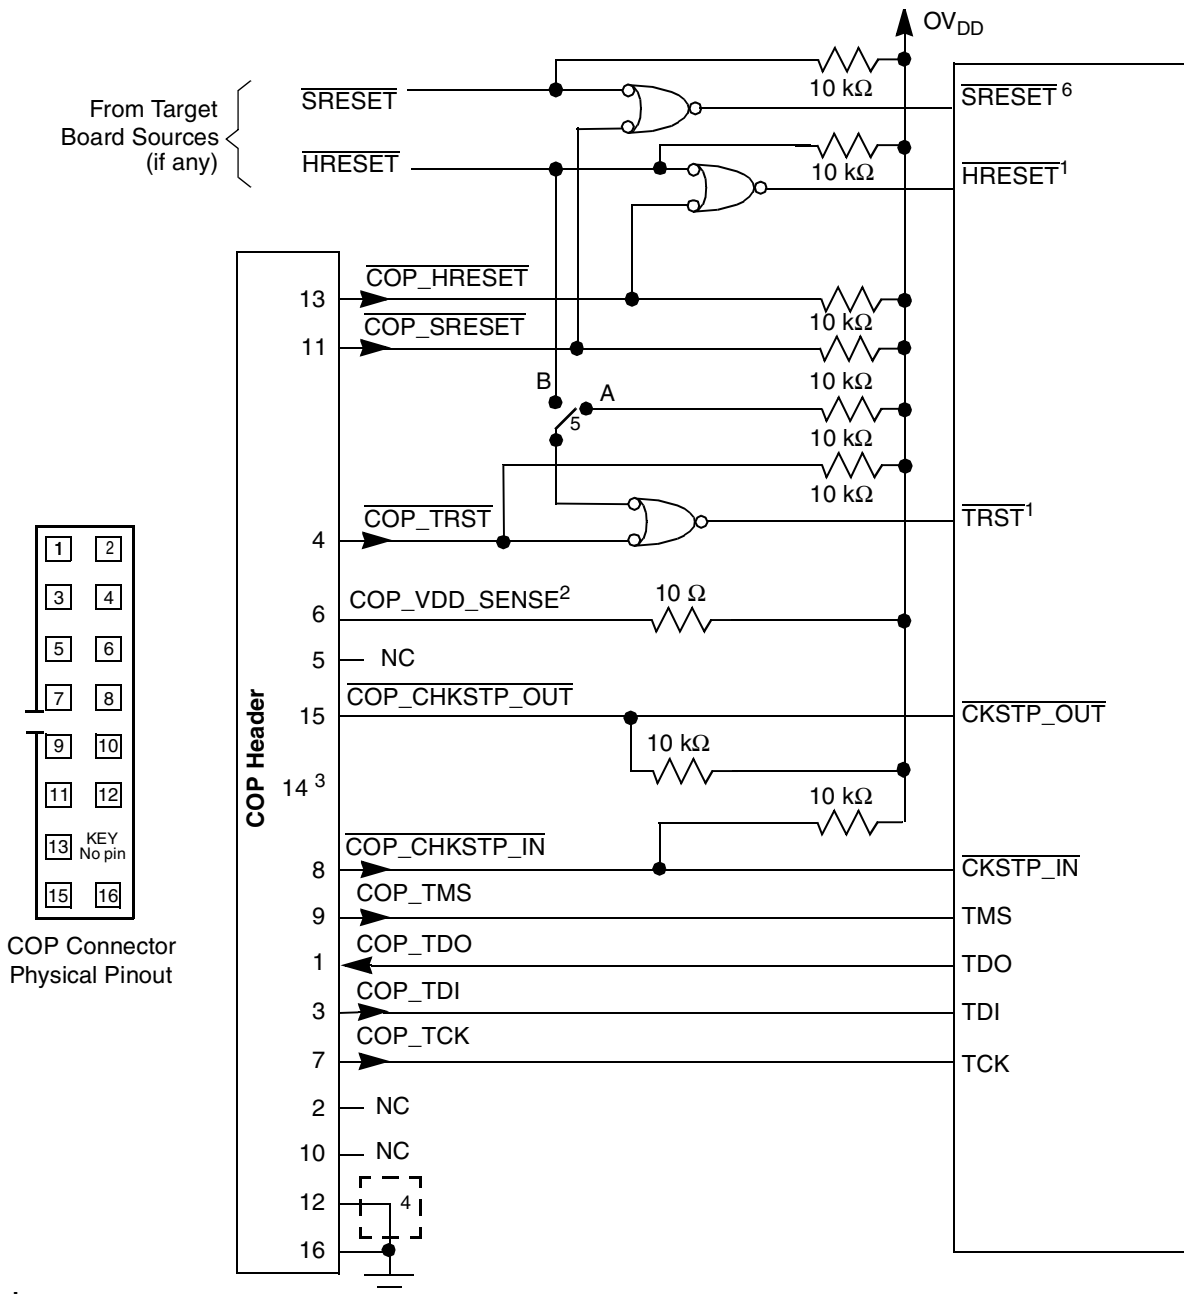 OVDD
10 kΩ
From Target
Board Sources
(if any)
SRESET
SRESET 6
HRESET
10 kΩ
HRESET1
COP_HRESET
13
10 kΩ
COP_SRESET
11
10 kΩ
B
A
5
10 kΩ
10 kΩ
COP_TRST
4
TRST1
COP_VDD_SENSE2
10 Ω
6
5
NC
COP_CHKSTP_OUT
15
CKSTP_OUT
10 kΩ
14 3
10 kΩ
COP Header
COP_CHKSTP_IN
8
CKSTP_IN
COP_TMS
9
TMS
COP_TDO
1
TDO
COP_TDI
3
TDI
COP_TCK
7
TCK
2
NC
10
NC
12
4
16
1 2
3 4
5 6
7 8
9 10
11 12
13 KEY
No pin
15 16
COP Connector
Physical Pinout